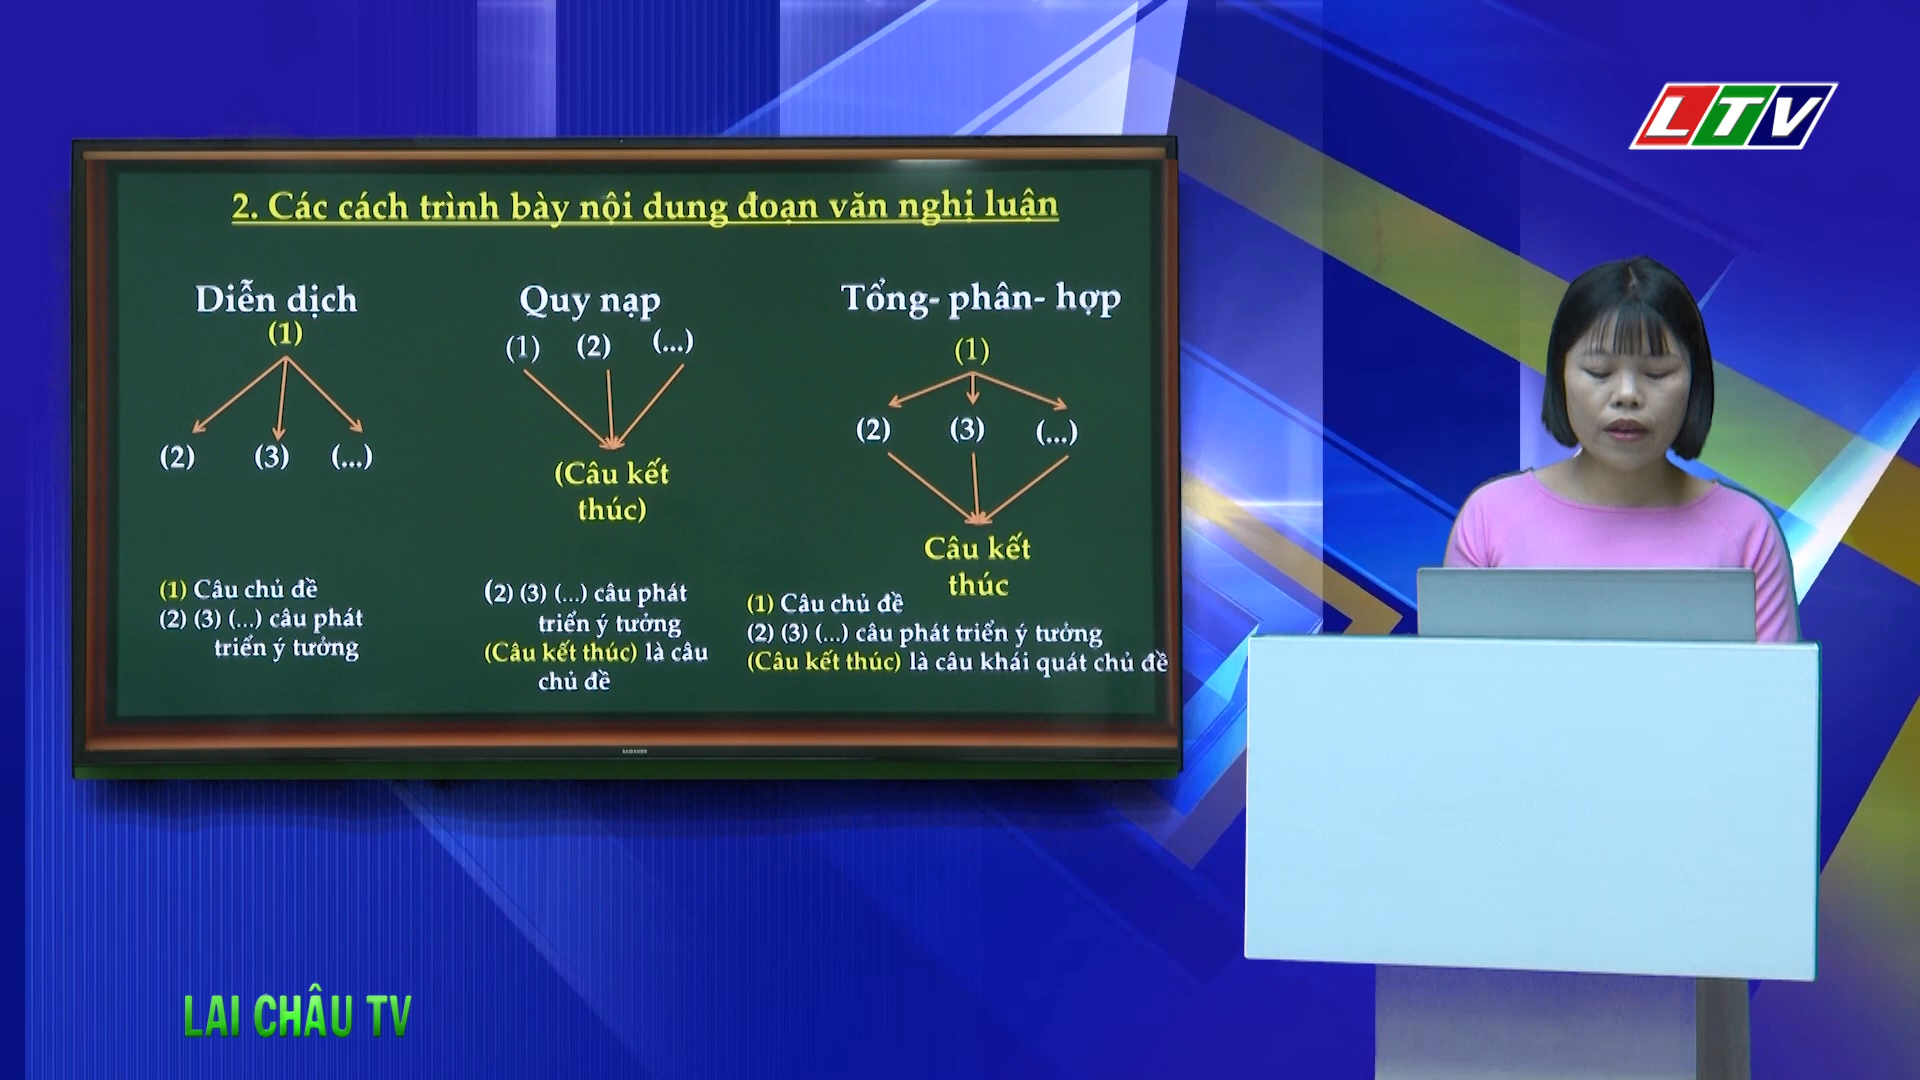 LTV
2. Các cách trình bày nội dung đoạn văn nghị luận
Diễn dịch
(1)
(2) (3) (...)
(1) Câu chủ đề
(2) (3) (...) câu phát
triển ý tưởng
Quy nạp
(1) (2) (...)
(Câu kết
thúc)
(2) (3) (...) câu phát
triển ý tưởng
(Câu kết thúc) là câu
chủ đề
Tổng- phân- hợp
(1)
(2) (3) (...)
Câu kết
thúc
(1) Câu chủ đề
(2) (3) (...) câu phát triển ý tưởng
(Câu kết thúc) là câu khái quát chủ đề
SAMSUNG
LAI CHÂU TV